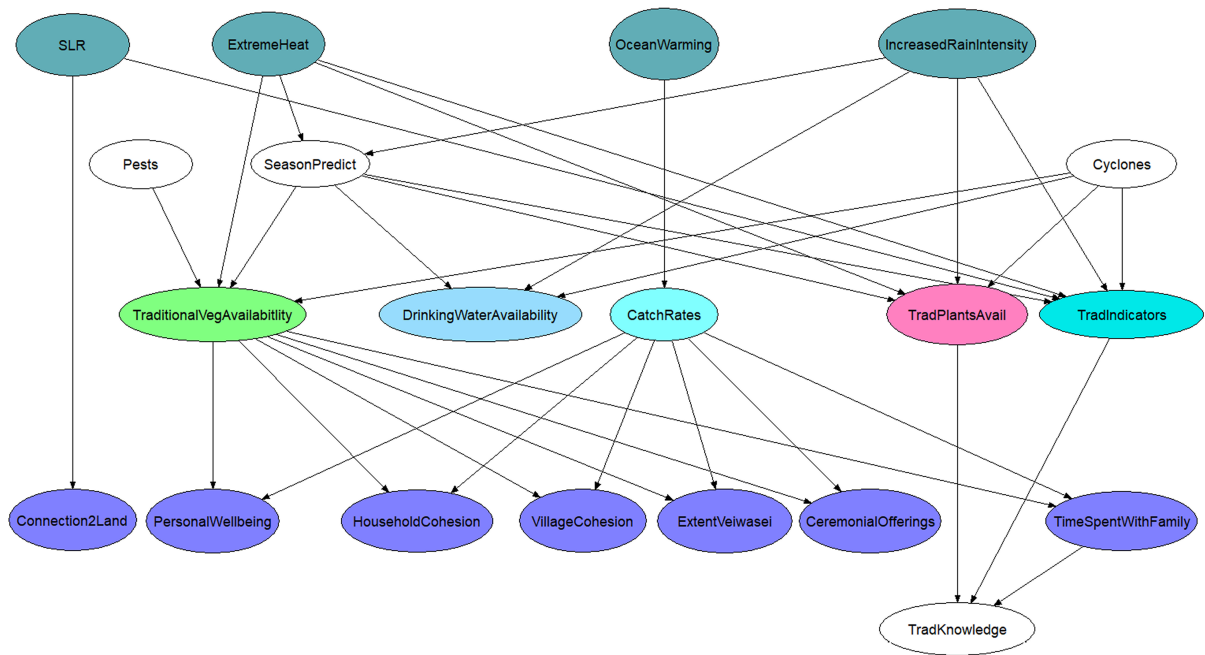 SLR
ExtremeHeat
OceanWarming
IncreasedRainIntensity
Pests
SeasonPredict
Cyclones
TraditionalVegAvailabitlity
DrinkingWaterAvailability
CatchRates
TradPlantsAvail
TradIndicators
Connection2Land
PersonalWellbeing
HouseholdCohesion
VillageCohesion
ExtentVeiwasei
CeremonialOfferings
TimeSpentWithFamily
TradKnowledge